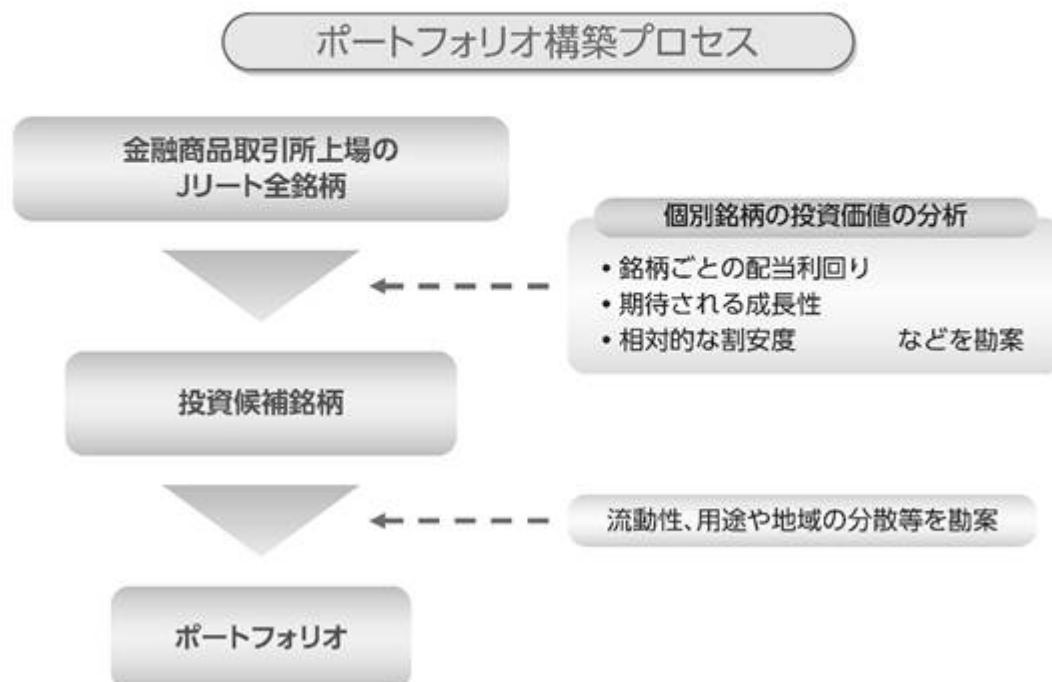 ポートフォリオ構築プロセス
金融商品取引所上場の
Jリート全銘柄
個別銘柄の投資価値の分析
•銘柄ごとの配当利回り
•期待される成長性
•相対的な割安度　　　などを勘案
投資候補銘柄
流動性、用途や地域の分散等を勘案
ポートフォリオ